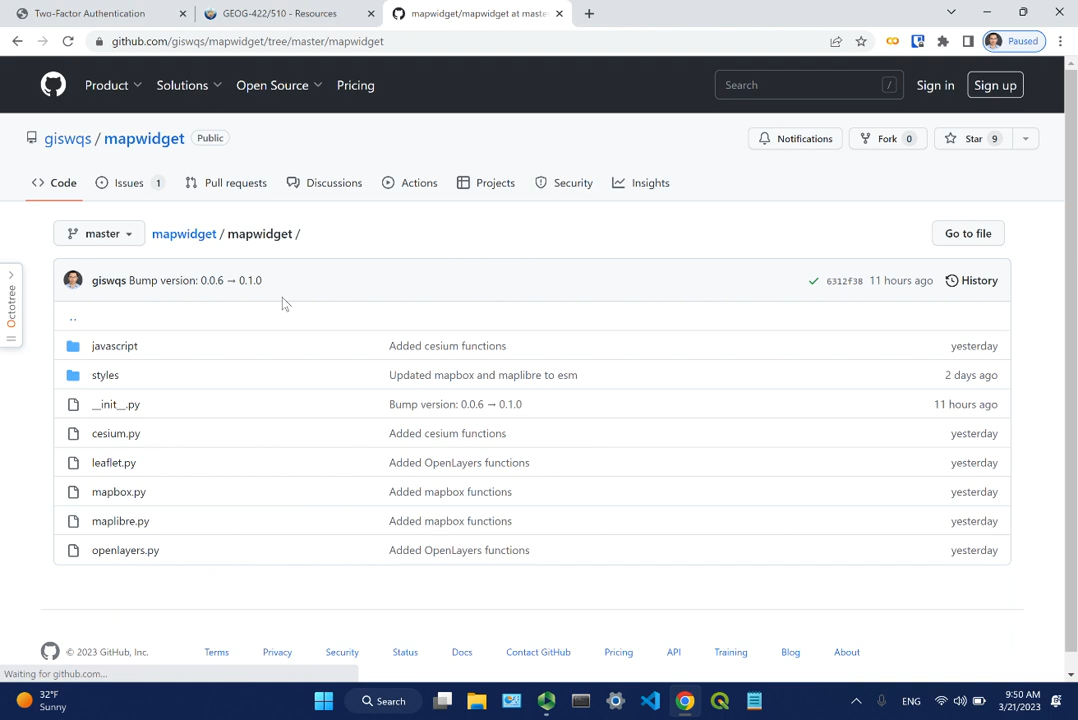 Two-Factor Authentication
GEOG-422/510 - Resources
mapwidget/mapwidget at maste
github.com/giswqs/mapwidget/tree/master/mapwidget
Paused
Product
Solutions
Open Source
Pricing
Search
/
Sign in
Sign up
giswqs / mapwidget
Public
Notifications
Fork 0
Star 9
Code
Issues 1
Pull requests
Discussions
Actions
Projects
Security
Insights
master
mapwidget / mapwidget /
Go to file
giswqs Bump version: 0.0.6 → 0.1.0
6312f38 11 hours ago
History
..
javascript Added cesium functions yesterday
styles Updated mapbox and maplibre to esm 2 days ago
__init__.py Bump version: 0.0.6 → 0.1.0 11 hours ago
cesium.py Added cesium functions yesterday
leaflet.py Added OpenLayers functions yesterday
mapbox.py Added mapbox functions yesterday
maplibre.py Added mapbox functions yesterday
openlayers.py Added OpenLayers functions yesterday
Octotree
© 2023 GitHub, Inc.
Terms
Privacy
Security
Status
Docs
Contact GitHub
Pricing
API
Training
Blog
About
Waiting for github.com...
32°F
Sunny
Search
ENG
9:50 AM
3/21/2023